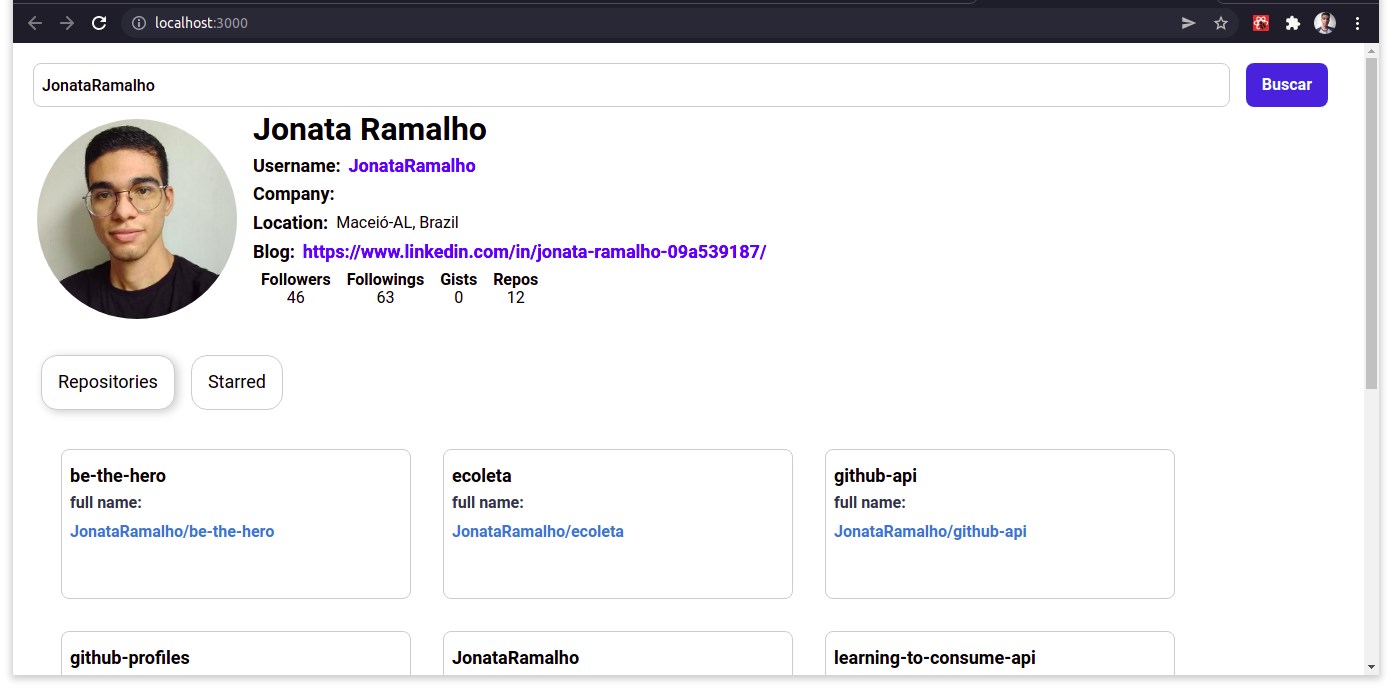 localhost:3000
JonataRamalho
Buscar
Jonata Ramalho
Username: JonataRamalho
Company:
Location: Maceió-AL, Brazil
Blog: https://www.linkedin.com/in/jonata-ramalho-09a539187/
Followers Followings Gists Repos
46 63 0 12
Repositories Starred
be-the-hero
full name:
JonataRamalho/be-the-hero
ecoleta
full name:
JonataRamalho/ecoleta
github-api
full name:
JonataRamalho/github-api
github-profiles
JonataRamalho
learning-to-consume-api